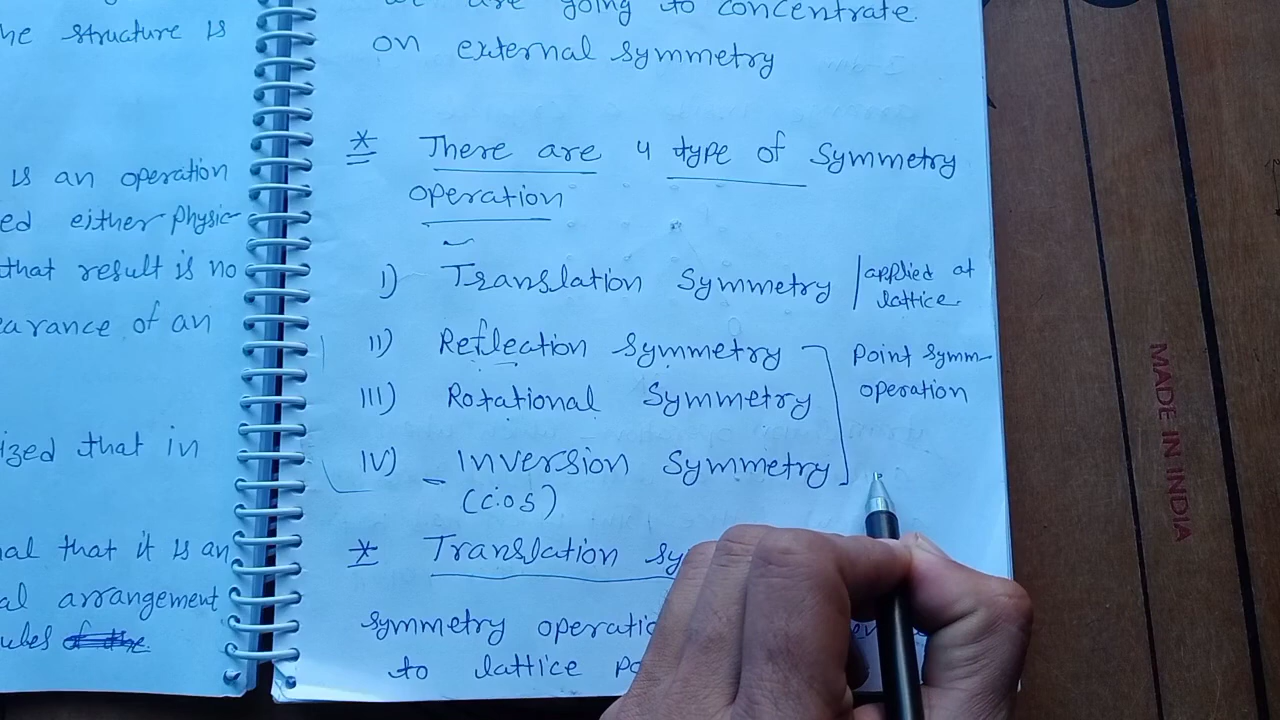 he structure is
is an operation
ed either physic-
that result is no
earance of an
ized that in
al that it is an
al arrangement
ules
are going to concentrate.
on external symmetry
* There are 4 type of symmetry
operation
I) Translation Symmetry | applied at
lattice.
II) Reflection Symmetry
Point Symm-
operation
III) Rotational Symmetry
IV) Inversion Symmetry
(C.O.S)
* Translation sy
Symmetry operatio
to lattice po
MADE IN INDIA